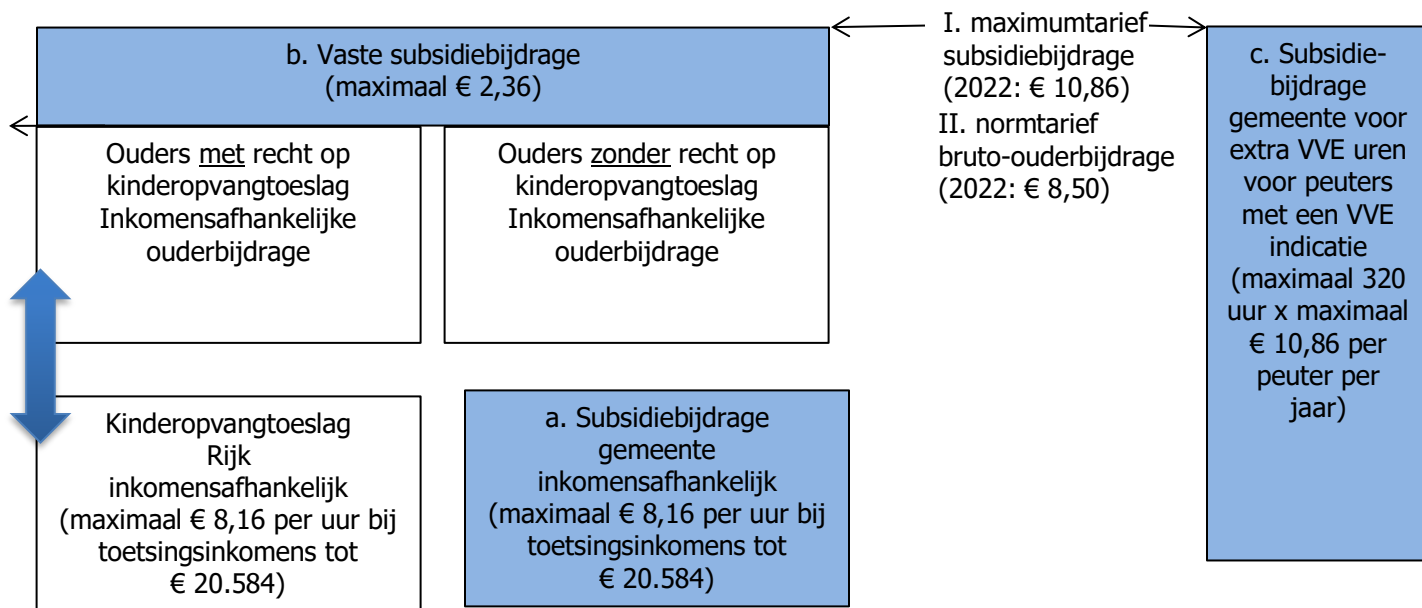 b. Vaste subsidiebijdrage
(maximaal € 2,36)
Ouders met recht op
kinderopvangtoeslag
Inkomensafhankelijke
ouderbijdrage
Ouders zonder recht op
kinderopvangtoeslag
Inkomensafhankelijke
ouderbijdrage
I. maximumtarief
subsidiebijdrage
(2022: € 10,86)
II. normtarief
bruto-ouderbijdrage
(2022: € 8,50)
c. Subsidie-
bijdrage
gemeente voor
extra VVE uren
voor peuters
met een VVE
indicatie
(maximaal 320
uur x maximaal
€ 10,86 per
peuter per
jaar)
Kinderopvangtoeslag
Rijk
inkomensafhankelijk
(maximaal € 8,16 per uur bij
toetsingsinkomens tot
€ 20.584)
a. Subsidiebijdrage
gemeente
inkomensafhankelijk
(maximaal € 8,16 per uur bij
toetsingsinkomens tot
€ 20.584)